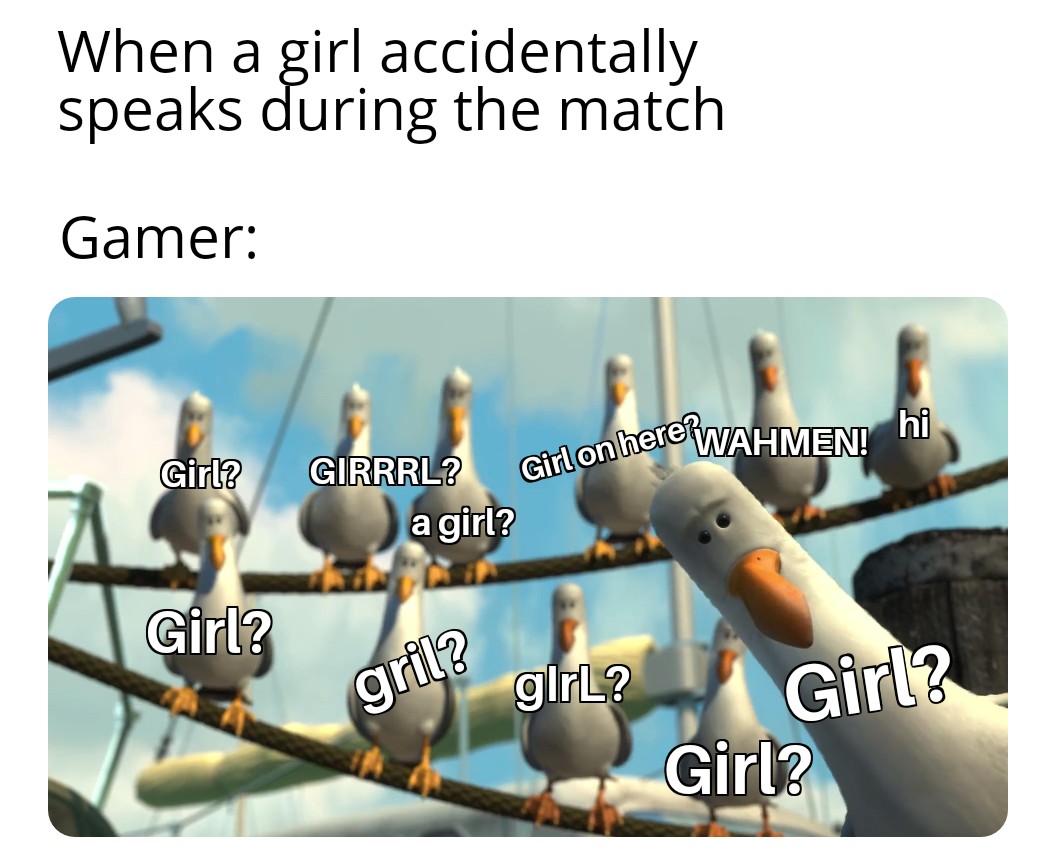 When a girl accidentally
speaks during the match
Gamer:
Girl?
GIRRRL?
a girl?
Girl on here?
WAHMEN!
hi
Girl?
gril?
gIrL?
Girl?
Girl?